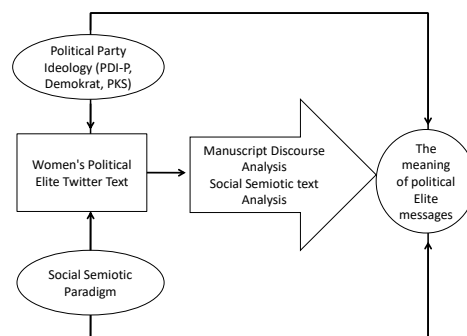 Political Party
Ideology (PDI-P,
Demokrat, PKS)
Women's Political
Elite Twitter Text
Manuscript Discourse
Analysis
Social Semiotic text
Analysis
The
meaning
of political
Elite
messages
Social Semiotic
Paradigm